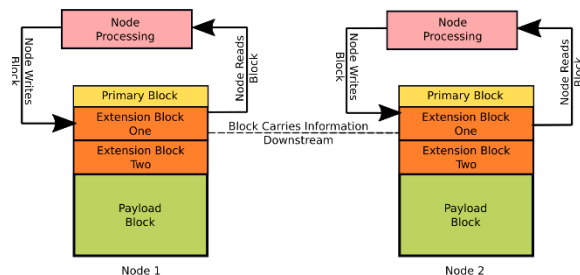 Node
Processing
Node Writes
Block
Node Reads
Block
Primary Block
Extension Block
One
Extension Block
Two
Payload
Block
Node 1
Block Carries Information
Downstream
Node
Processing
Node Writes
Block
Node Reads
Block
Primary Block
Extension Block
One
Extension Block
Two
Payload
Block
Node 2